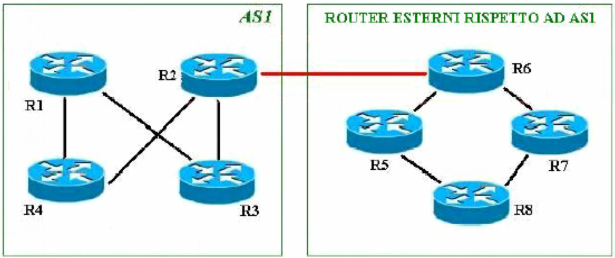 AS1
ROUTER ESTERNI RISPETTO AD AS1
R1
R2
R4
R3
R6
R5
R7
R8